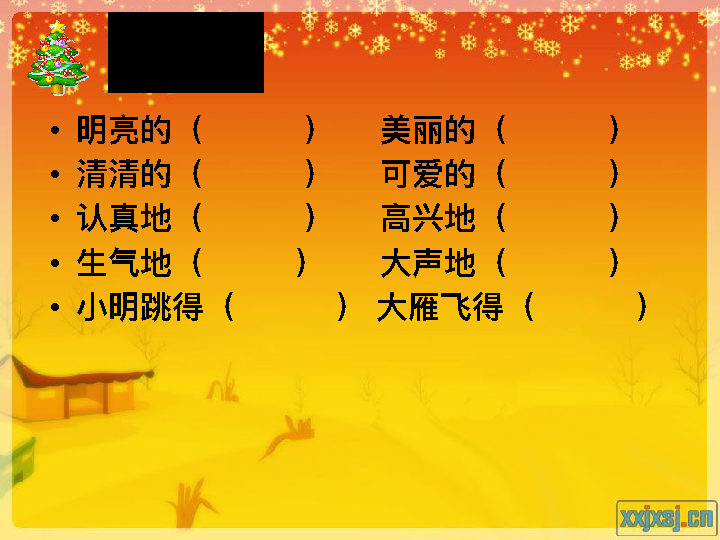 • 明亮的（　　　） 美丽的（　　　）
• 清清的（　　　） 可爱的（　　　）
• 认真地（　　　） 高兴地（　　　）
• 生气地（　　　） 大声地（　　　）
• 小明跳得（　　　） 大雁飞得（　　　）
xxjxsj.cn